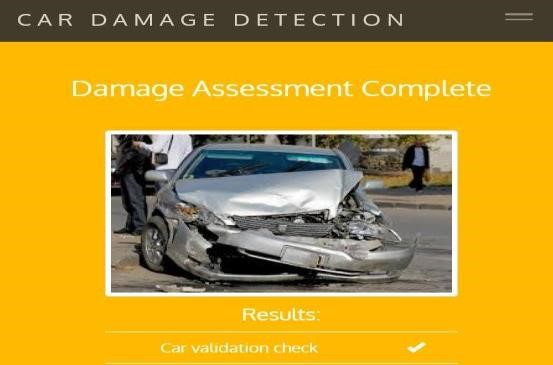 CAR DAMAGE DETECTION
Damage Assessment Complete
Results:
Car validation check